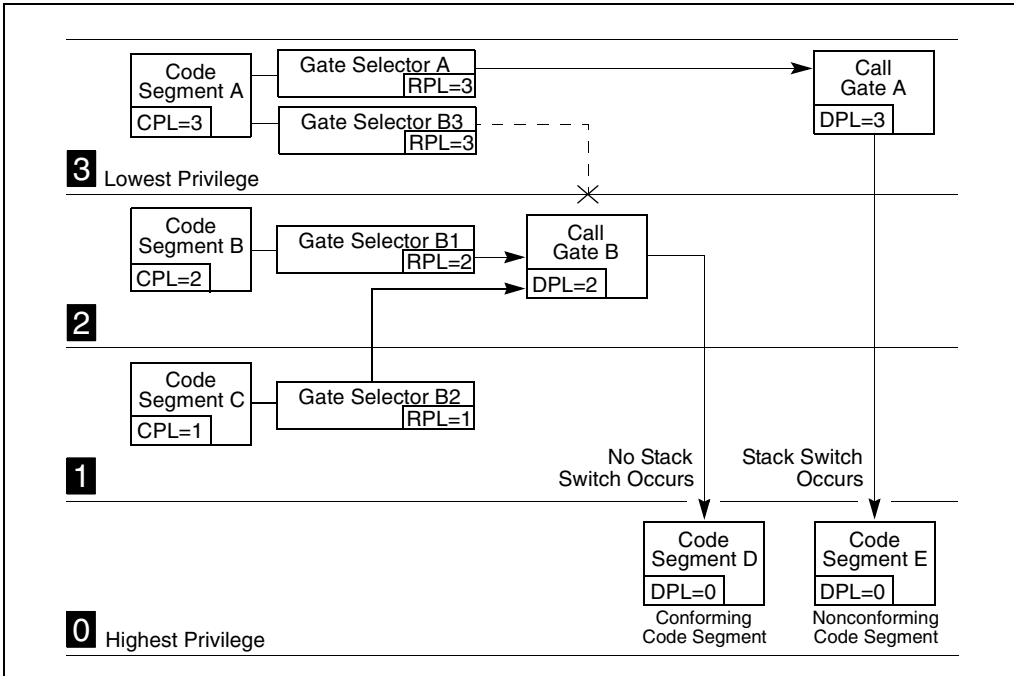 Code
Segment A
CPL=3
Gate Selector A
RPL=3
Gate Selector B3
RPL=3
Call
Gate A
DPL=3
3 Lowest Privilege
Code
Segment B
CPL=2
Gate Selector B1
RPL=2
Call
Gate B
DPL=2
2
Code
Segment C
CPL=1
Gate Selector B2
RPL=1
No Stack
Switch Occurs
Stack Switch
Occurs
1
Code
Segment D
DPL=0
Conforming
Code Segment
Code
Segment E
DPL=0
Nonconforming
Code Segment
0 Highest Privilege